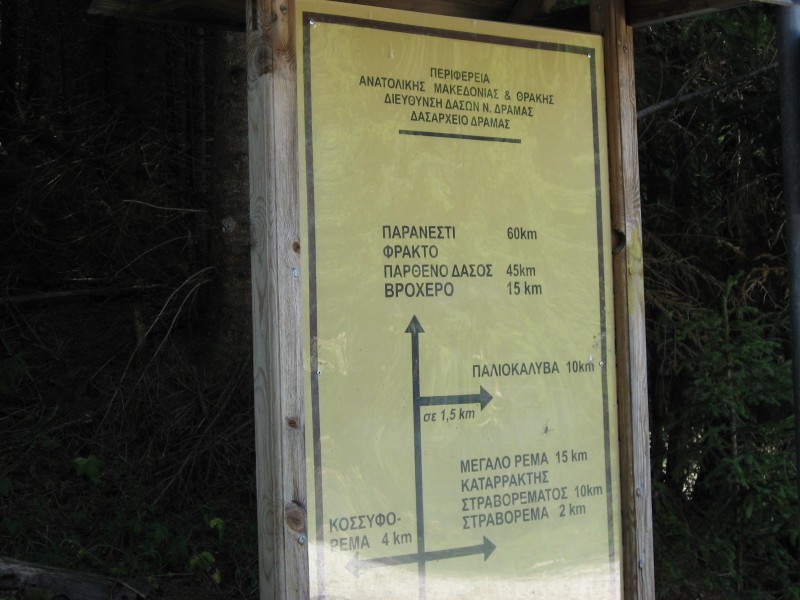 ΠΕΡΙΦΕΡΕΙΑ
ΑΝΑΤΟΛΙΚΗΣ ΜΑΚΕΔΟΝΙΑΣ & ΘΡΑΚΗΣ
ΔΙΕΥΘΥΝΣΗ ΔΑΣΩΝ Ν. ΔΡΑΜΑΣ
ΔΑΣΑΡΧΕΙΟ ΔΡΑΜΑΣ
ΠΑΡΑΝΕΣΤΙ 60km
ΦΡΑΚΤΟ
ΠΑΡΘΕΝΟ ΔΑΣΟΣ 45km
ΒΡΟΧΕΡΟ 15 km
ΠΑΛΙΟΚΑΛΥΒΑ 10km
σε 1,5 km
ΜΕΓΑΛΟ ΡΕΜΑ 15 km
ΚΑΤΑΡΡΑΚΤΗΣ
ΣΤΡΑΒΟΡΕΜΑΤΟΣ 10km
ΣΤΡΑΒΟΡΕΜΑ 2 km
ΚΟΣΣΥΦΟ-
ΡΕΜΑ 4 km